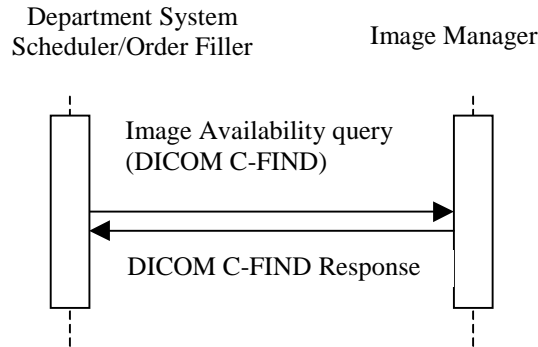 Department System
Scheduler/Order Filler
Image Manager
Image Availability query
(DICOM C-FIND)
DICOM C-FIND Response